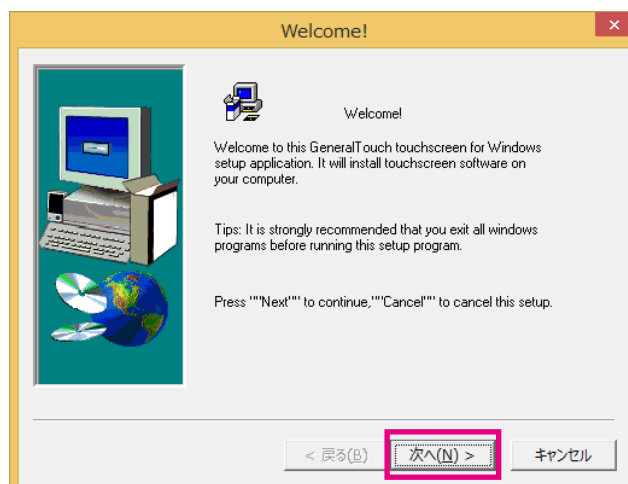 Welcome!
Welcome!
Welcome to this GeneralTouch touchscreen for Windows
setup application. It will install touchscreen software on
your computer.
Tips: It is strongly recommended that you exit all windows
programs before running this setup program.
Press ""Next"" to continue,""Cancel"" to cancel this setup.
< 戻る(B) 次へ(N) > キャンセル